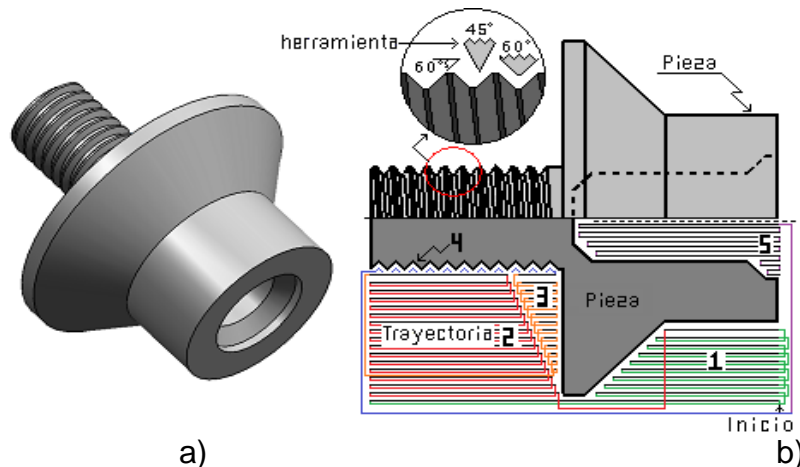 herramienta
45°
60°
60°
Pieza
4
5
3
Pieza
Trayectoria 2
1
Inicio
a)
b)